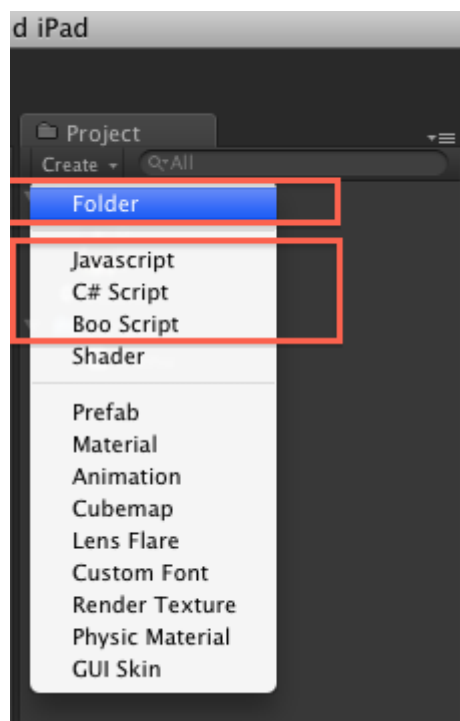 d iPad
Project
Create
All
Folder
Javascript
C# Script
Boo Script
Shader
Prefab
Material
Animation
Cubemap
Lens Flare
Custom Font
Render Texture
Physic Material
GUI Skin